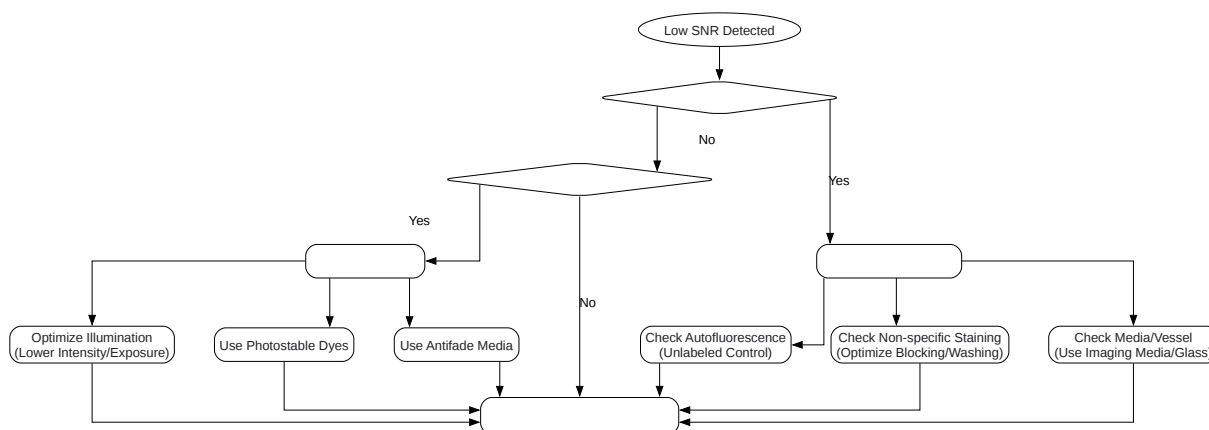 Low SNR Detected
No
Yes
Yes
No
Optimize Illumination
(Lower Intensity/Exposure)
Use Photostable Dyes
Use Antifade Media
Check Autofluorescence
(Unlabeled Control)
Check Non-specific Staining
(Optimize Blocking/Washing)
Check Media/Vessel
(Use Imaging Media/Glass)